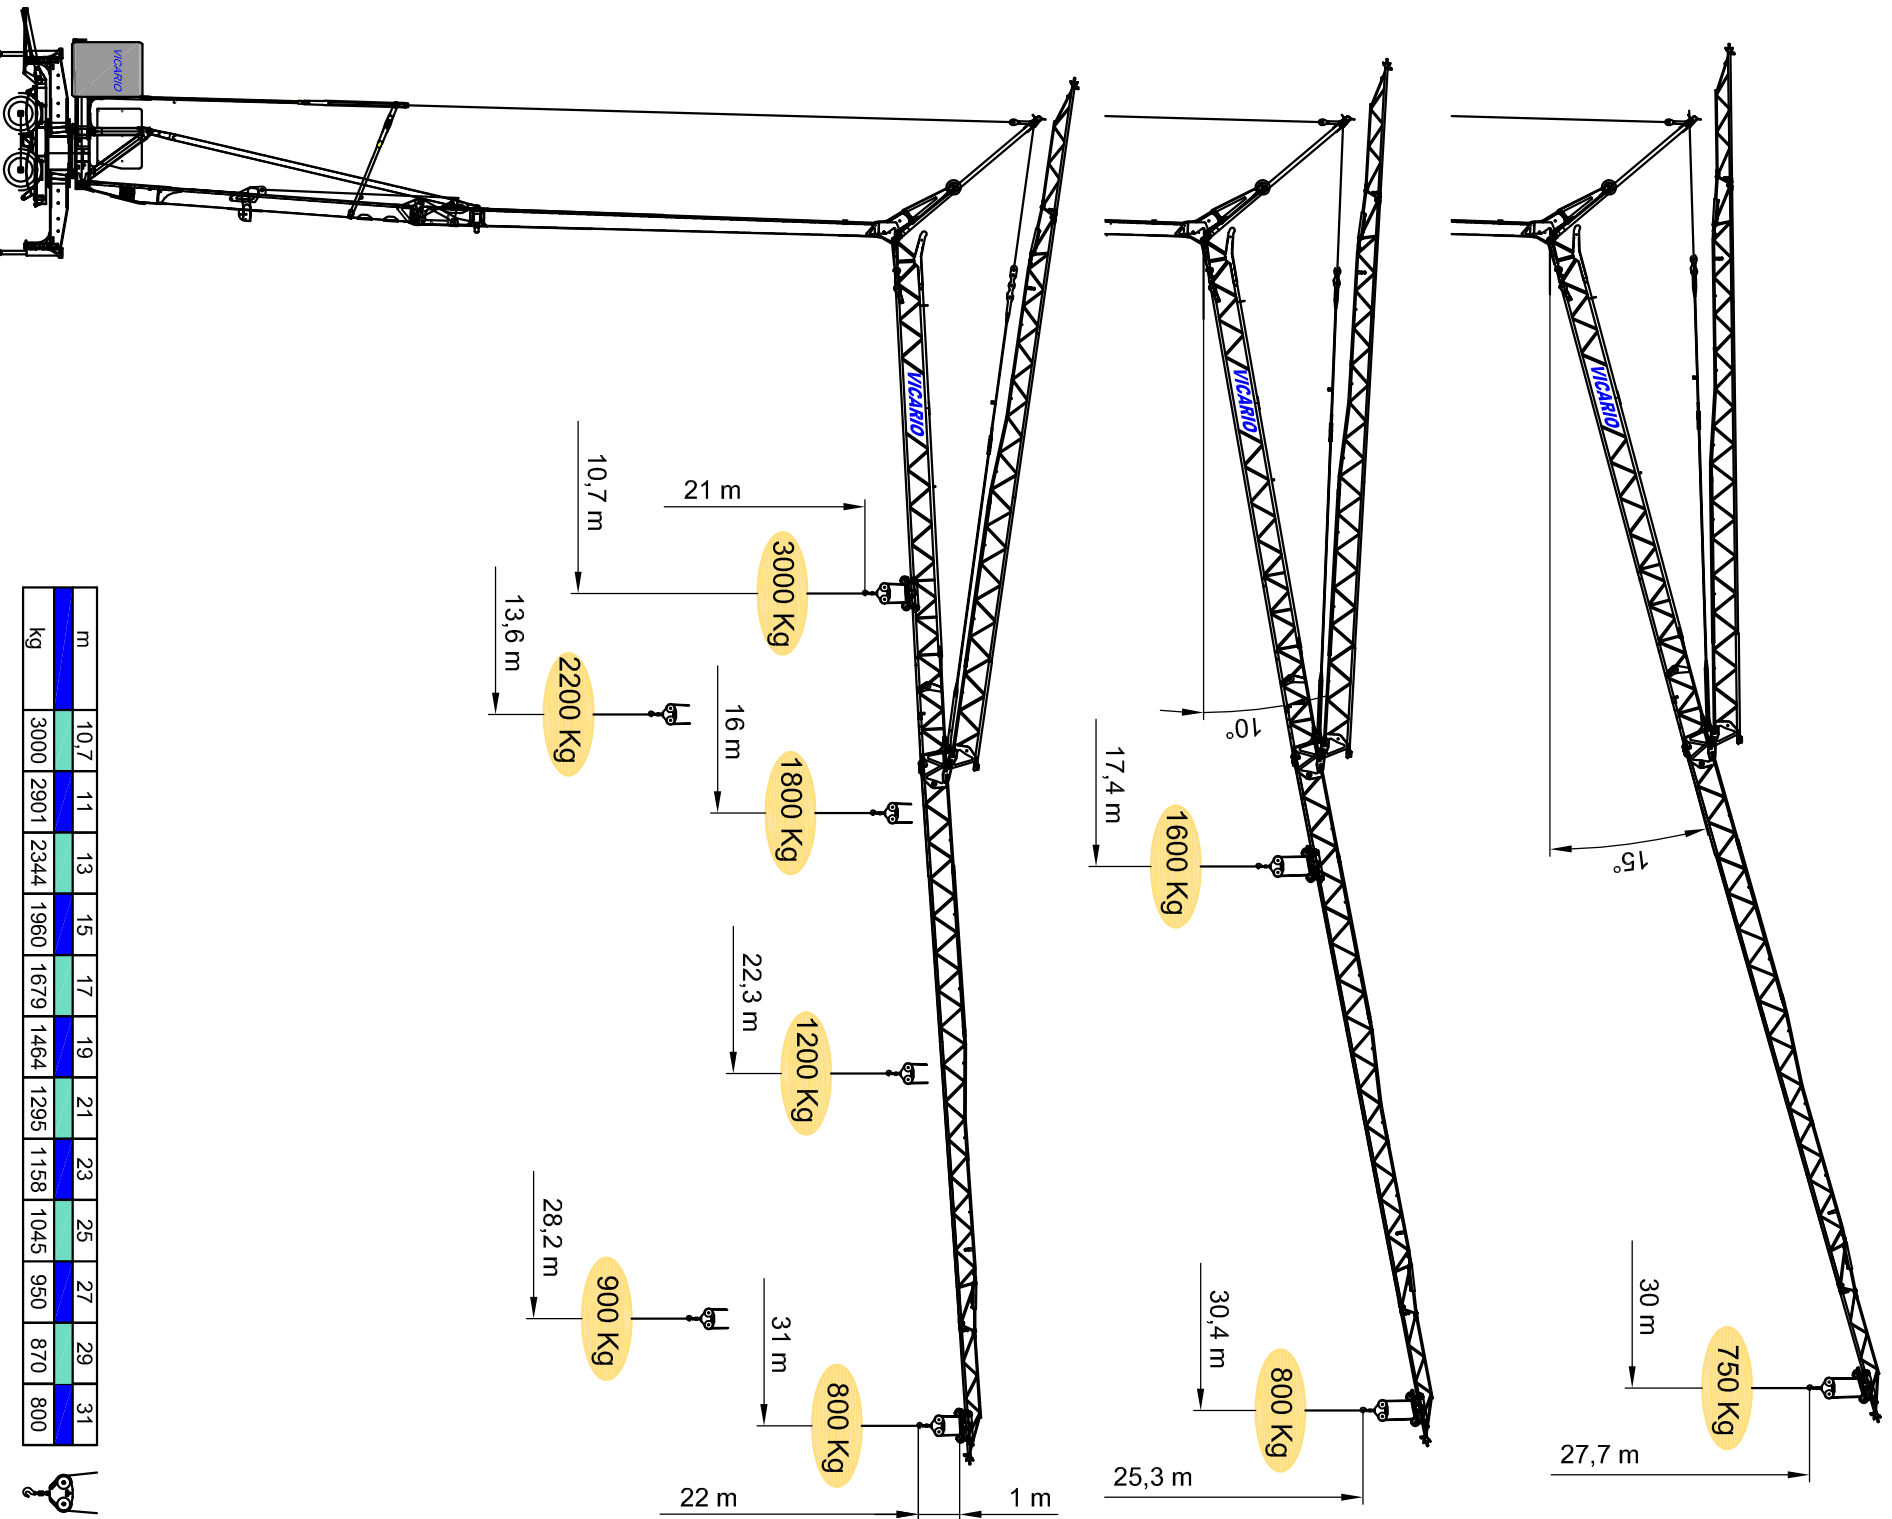 VICARIO
VICARIO
VICARIO
VICARIO
15°
30 m
750 Kg
27,7 m
10°
17,4 m
1600 Kg
30,4 m
800 Kg
25,3 m
21 m
10,7 m
3000 Kg
13,6 m
2200 Kg
16 m
1800 Kg
22,3 m
1200 Kg
28,2 m
900 Kg
31 m
800 Kg
22 m
1 m
m 10,7 11 13 15 17 19 21 23 25 27 29 31
kg 3000 2901 2344 1960 1679 1464 1295 1158 1045 950 870 800